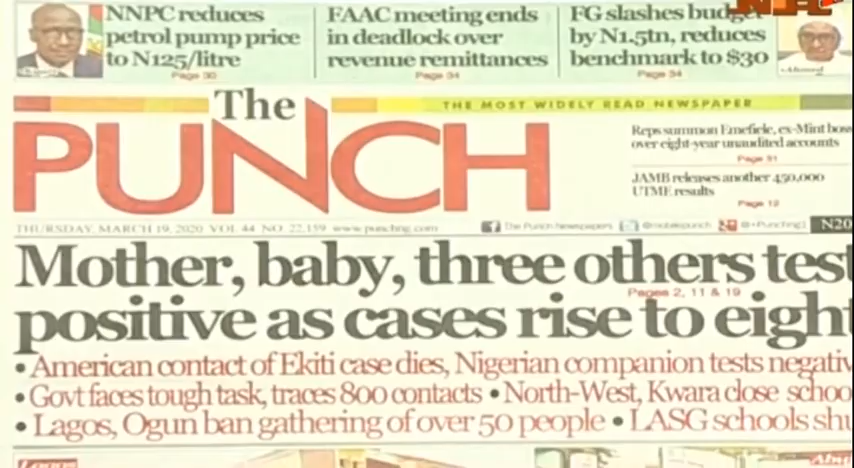 NNPC reduces
petrol pump price
to N125/litre
Page 30
FAAC meeting ends
in deadlock over
revenue remittances
Page 34
FG slashes budget
by N1.5tn, reduces
benchmark to $30
Page 34
The
PUNCH
THE MOST WIDELY READ NEWSPAPER
Reps summon Emefiele, ex-Mint bos
over eight-year unaudited accounts
Page 31
JAMB releases another 450,000
UTME results
Page 12
THURSDAY, MARCH 19, 2020 VOL 44 NO 22,159 www.punchng.com
The Punch Newspapers
@mobilepunch
N20
Mother, baby, three others test
Pages 2, 11 & 19
positive as cases rise to eight
• American contact of Ekiti case dies, Nigerian companion tests negativ
• Govt faces tough task, traces 800 contacts • North-West, Kwara close schoo
• Lagos, Ogun ban gathering of over 50 people • LASG schools shu
Lagos